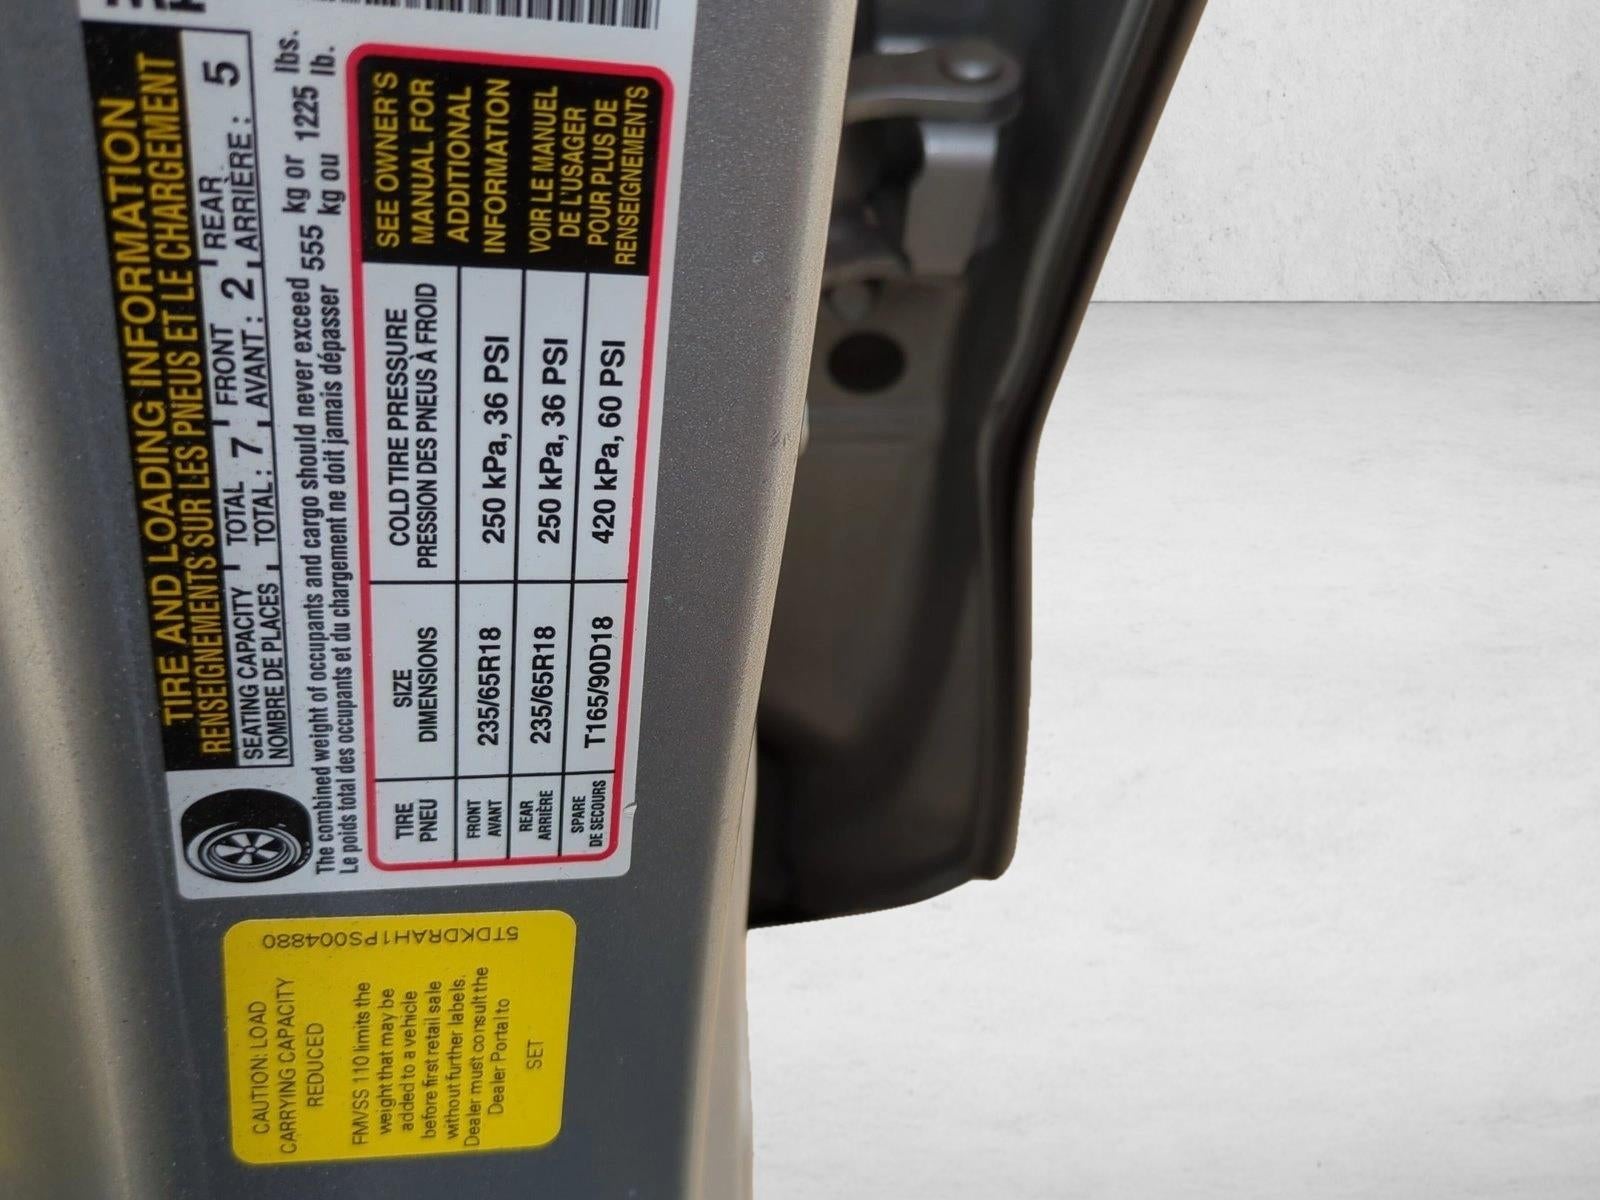 TIRE AND LOADING INFORMATION
RENSEIGNEMENTS SUR LES PNEUS ET LE CHARGEMENT
SEATING CAPACITY TOTAL 7 FRONT 2 REAR 5
NOMBRE DE PLACES TOTAL : AVANT : ARRIÈRE :
The combined weight of occupants and cargo should never exceed 555 kg or 1225 lbs.
Le poids total des occupants et du chargement ne doit jamais dépasser kg ou lb.
TIRE SIZE COLD TIRE PRESSURE
PNEU DIMENSIONS PRESSION DES PNEUS À FROID
FRONT
AVANT
235/65R18 250 kPa, 36 PSI
REAR
ARRIÈRE
235/65R18 250 kPa, 36 PSI
SPARE
DE SECOURS
T165/90D18 420 kPa, 60 PSI
SEE OWNER'S
MANUAL FOR
ADDITIONAL
INFORMATION
VOIR LE MANUEL
DE L'USAGER
POUR PLUS DE
RENSEIGNEMENTS
CAUTION: LOAD
CARRYING CAPACITY
REDUCED
FMVSS 110 limits the
weight that may be
added to a vehicle
before first retail sale
without further labels.
Dealer must consult the
Dealer Portal to
SET
5TDKDRAH1PS004880